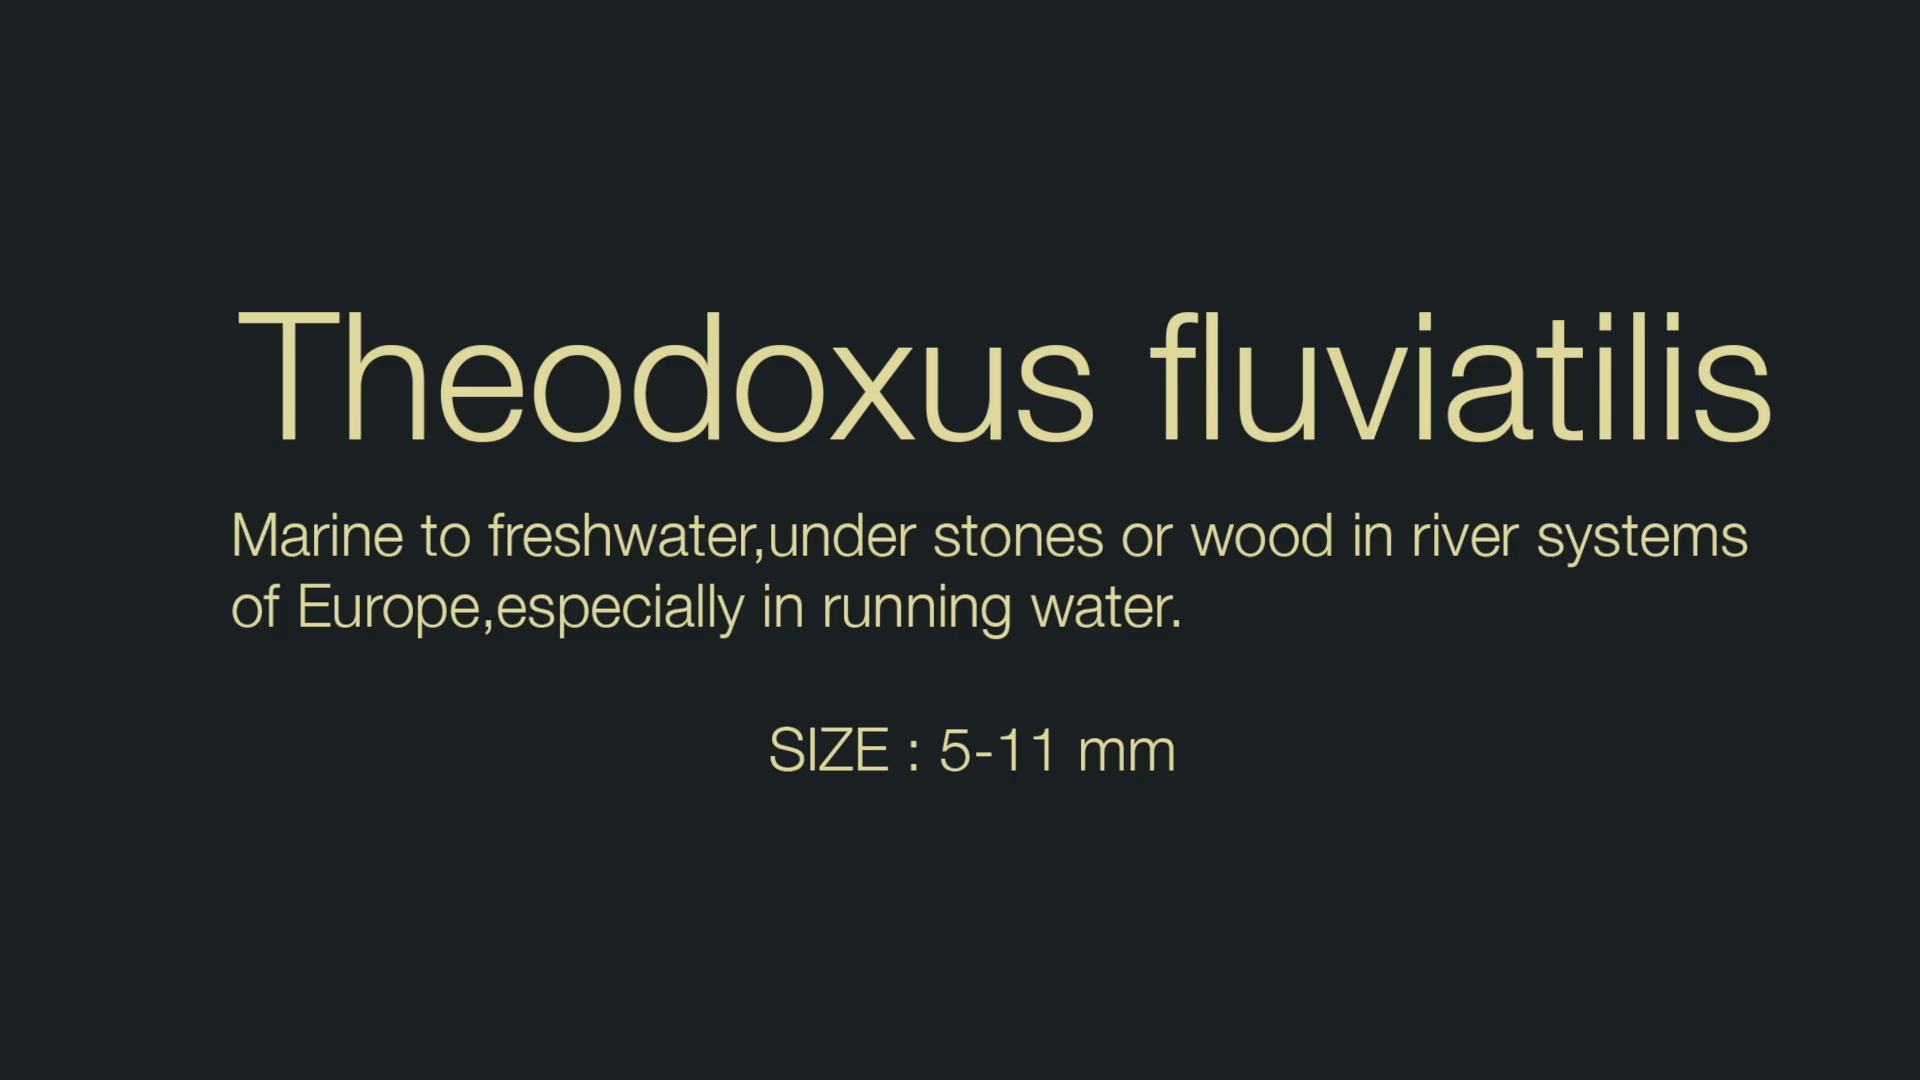 Theodoxus fluviatilis
Marine to freshwater,under stones or wood in river systems
of Europe,especially in running water.
SIZE : 5-11 mm